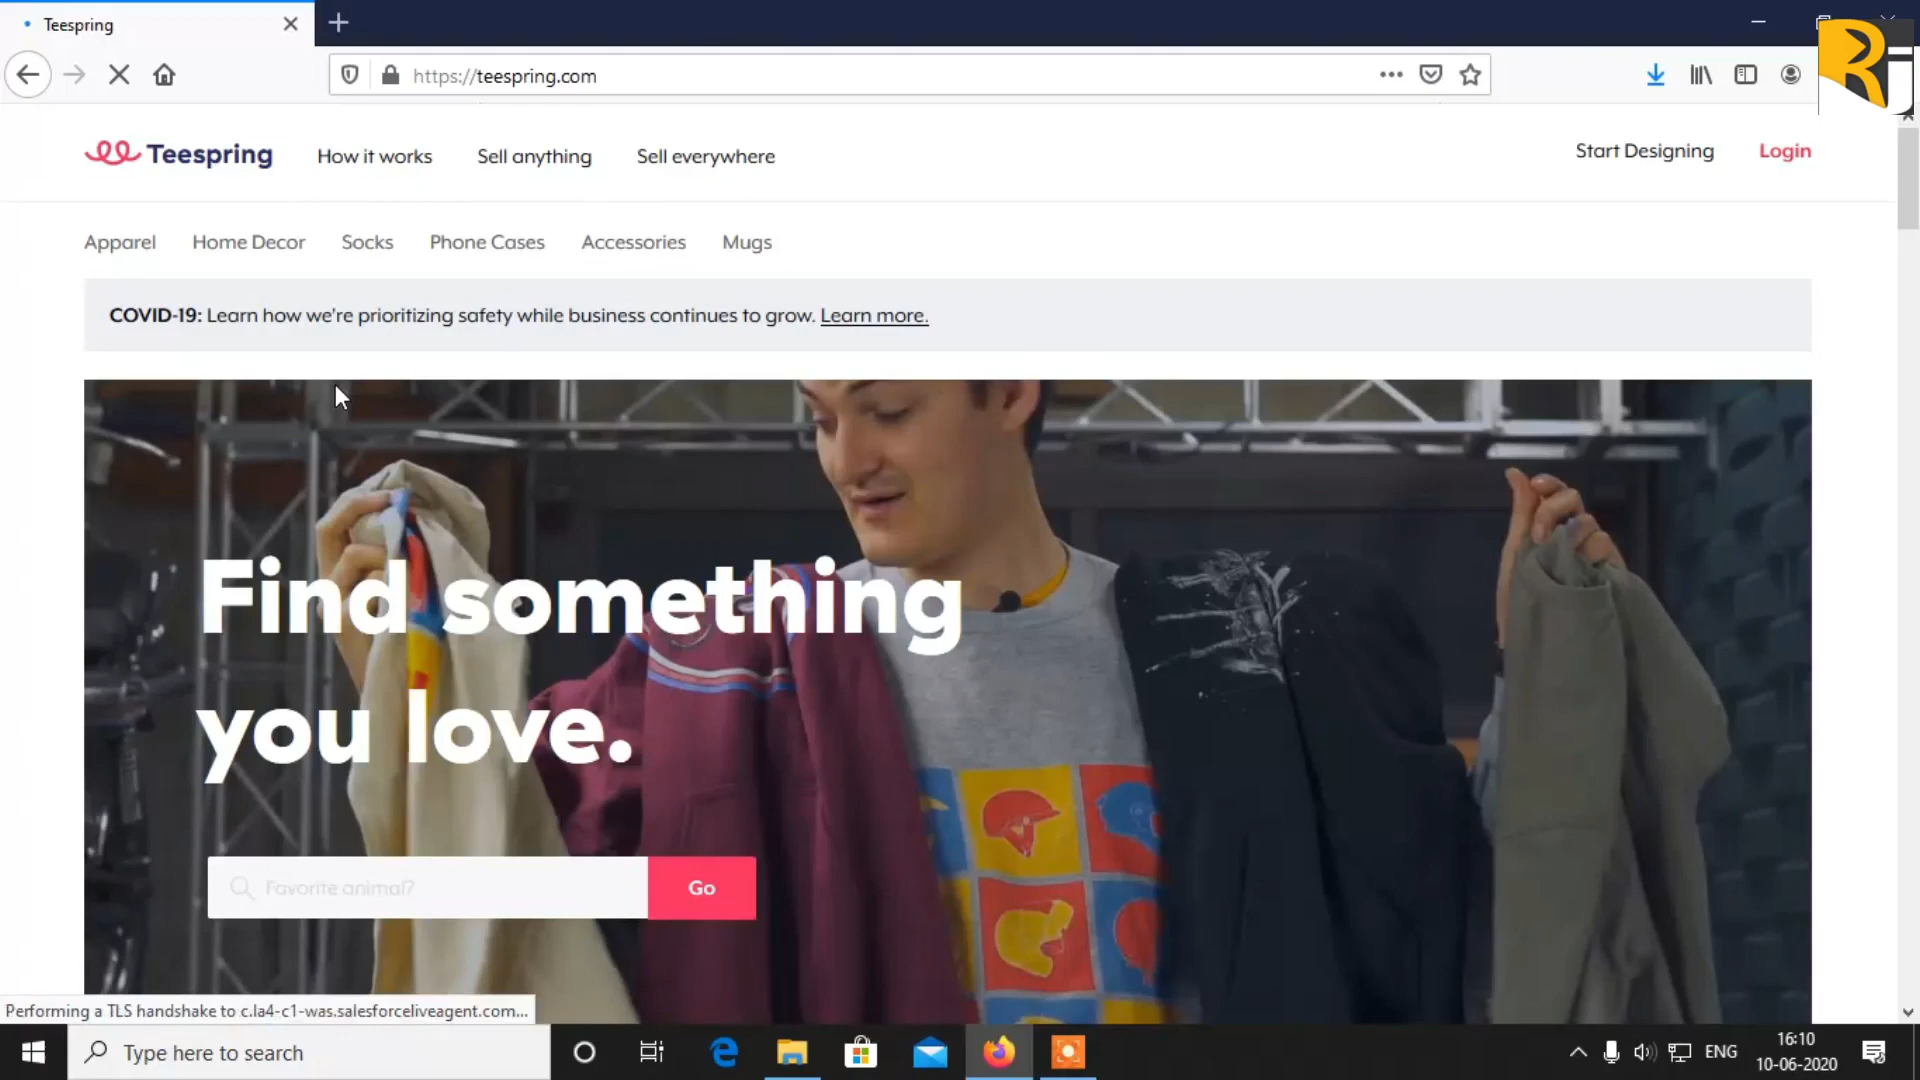 Teespring
https://teespring.com
RJ
Teespring
How it works
Sell anything
Sell everywhere
Start Designing
Login
Apparel
Home Decor
Socks
Phone Cases
Accessories
Mugs
COVID-19: Learn how we're prioritizing safety while business continues to grow. Learn more.
Find something
you love.
Favorite animal?
Go
Performing a TLS handshake to c.la4-c1-was.salesforceliveagent.com...
Type here to search
ENG
16:10
10-06-2020